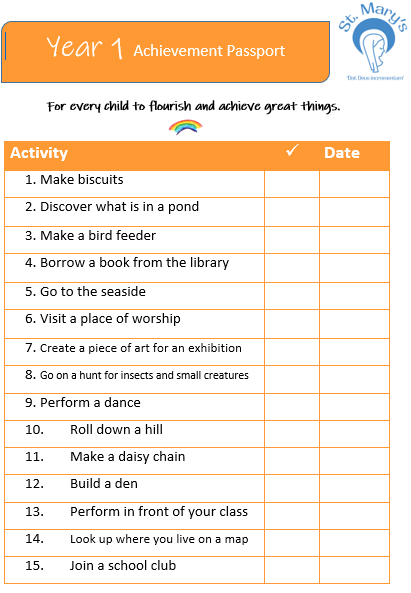 St. Mary's
Year 1 Achievement Passport
'Dat Deus incrementum'
For every child to flourish and achieve great things.
Activity ✓ Date
1. Make biscuits
2. Discover what is in a pond
3. Make a bird feeder
4. Borrow a book from the library
5. Go to the seaside
6. Visit a place of worship
7. Create a piece of art for an exhibition
8. Go on a hunt for insects and small creatures
9. Perform a dance
10. Roll down a hill
11. Make a daisy chain
12. Build a den
13. Perform in front of your class
14. Look up where you live on a map
15. Join a school club